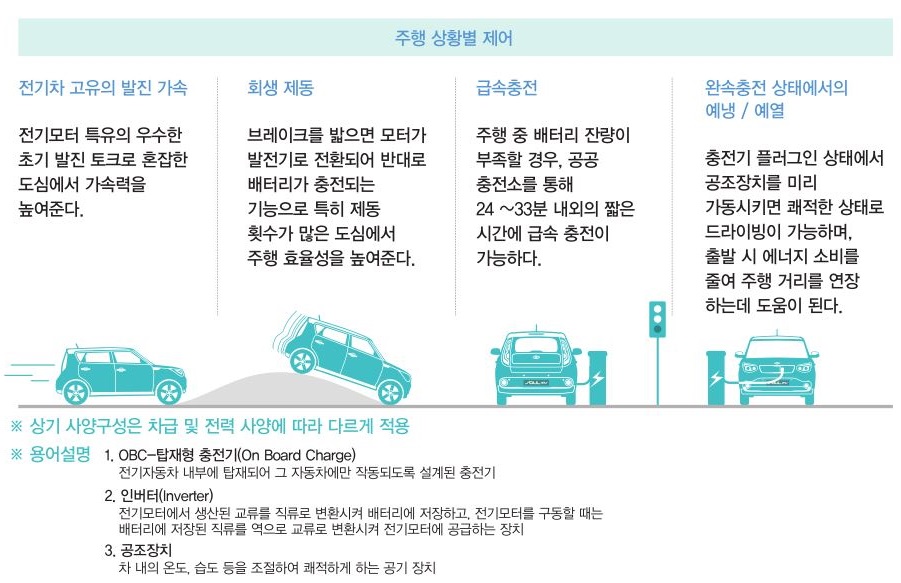 주행 상황별 제어
전기차 고유의 발진 가속
전기모터 특유의 우수한
초기 발진 토크로 혼잡한
도심에서 가속력을
높여준다.
회생 제동
브레이크를 밟으면 모터가
발전기로 전환되어 반대로
배터리가 충전되는
기능으로 특히 제동
횟수가 많은 도심에서
주행 효율성을 높여준다.
급속충전
주행 중 배터리 잔량이
부족할 경우, 공공
충전소를 통해
24 ~33분 내외의 짧은
시간에 급속 충전이
가능하다.
완속충전 상태에서의
예냉 / 예열
충전기 플러그인 상태에서
공조장치를 미리
가동시키면 쾌적한 상태로
드라이빙이 가능하며,
출발 시 에너지 소비를
줄여 주행 거리를 연장
하는데 도움이 된다.
※ 상기 사양구성은 차급 및 전력 사양에 따라 다르게 적용
※ 용어설명 1. OBC-탑재형 충전기(On Board Charge)
전기자동차 내부에 탑재되어 그 자동차에만 작동되도록 설계된 충전기
2. 인버터(Inverter)
전기모터에서 생산된 교류를 직류로 변환시켜 배터리에 저장하고, 전기모터를 구동할 때는
배터리에 저장된 직류를 역으로 교류로 변환시켜 전기모터에 공급하는 장치
3. 공조장치
차 내의 온도, 습도 등을 조절하여 쾌적하게 하는 공기 장치